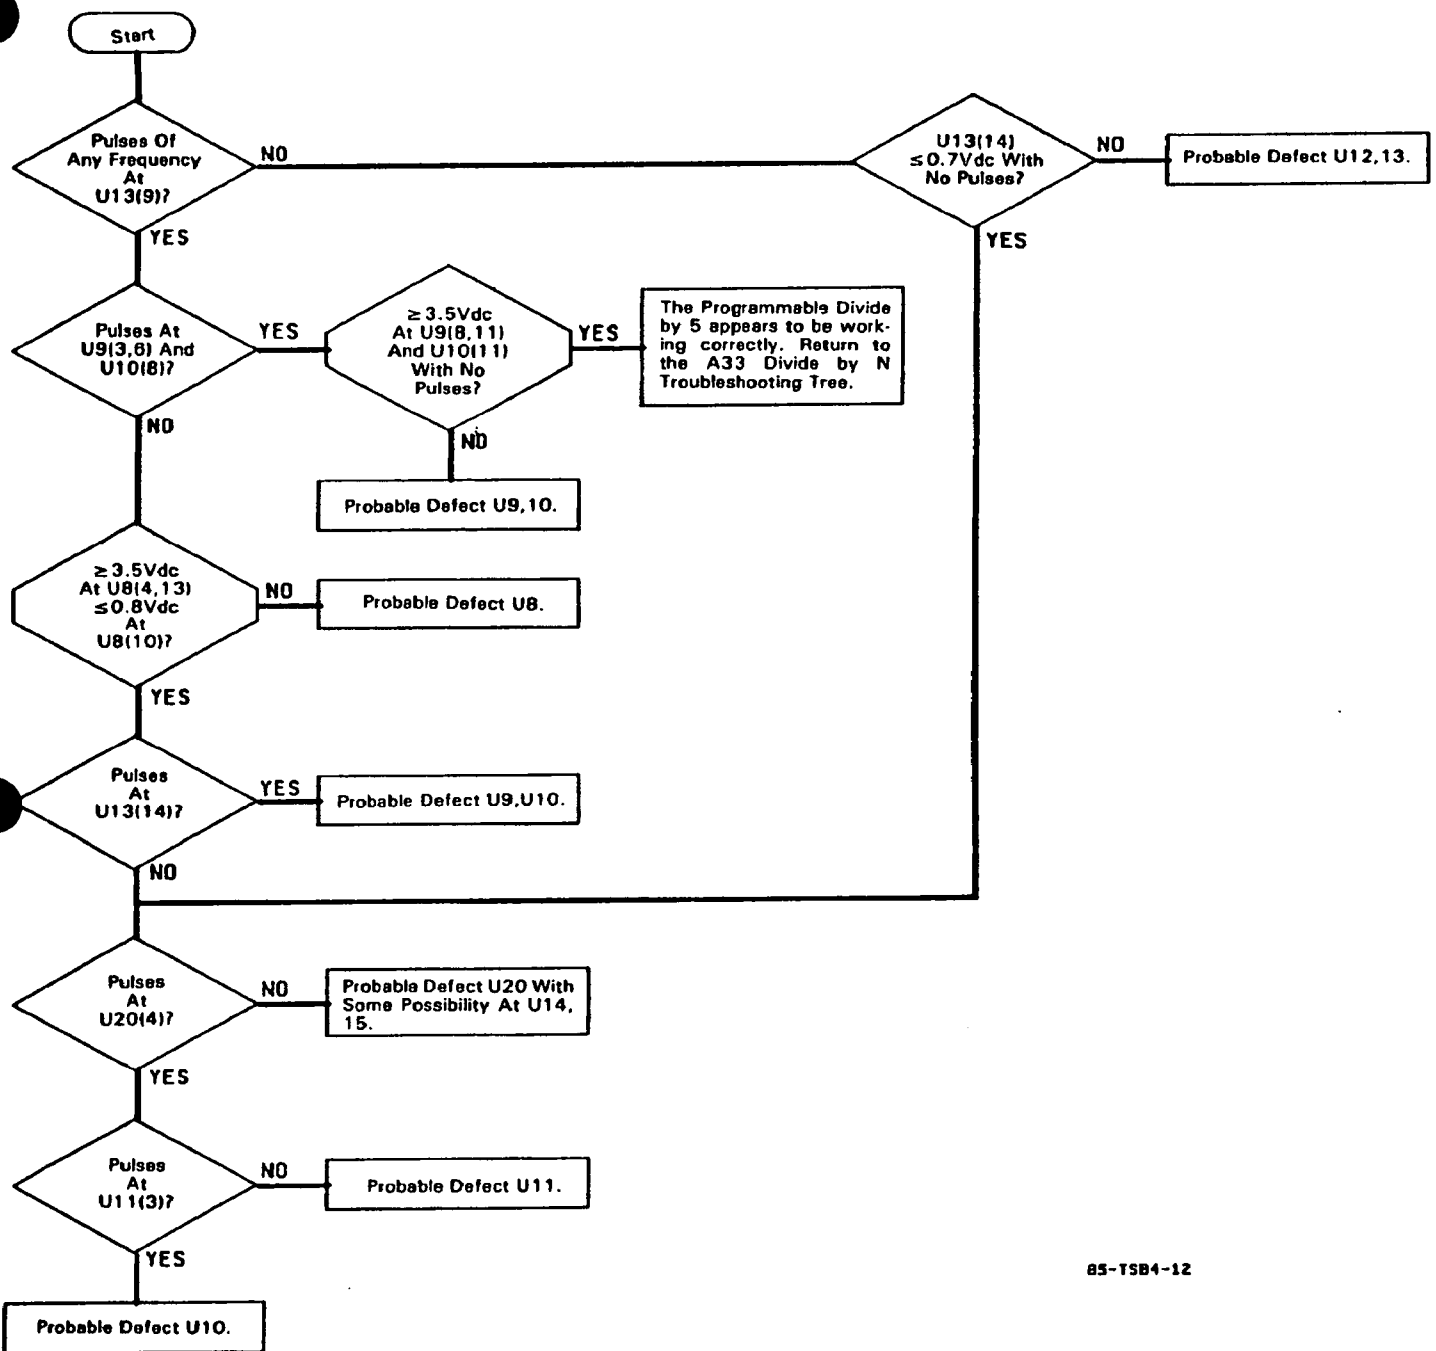 Start
Pulses Of
Any Frequency
At
U13(9)?
NO
YES
U13(14)
≤0.7Vdc With
No Pulses?
NO
YES
Probable Defect U12,13.
Pulses At
U9(3,6) And
U10(8)?
YES
NO
≥3.5Vdc
At U9(8,11)
And U10(11)
With No
Pulses?
YES
NO
The Programmable Divide
by 5 appears to be work-
ing correctly. Return to
the A33 Divide by N
Troubleshooting Tree.
Probable Defect U9,10.
≥3.5Vdc
At U8(4,13)
≤0.8Vdc
At
U8(10)?
NO
YES
Probable Defect U8.
Pulses
At
U13(14)?
YES
NO
Probable Defect U9,U10.
Pulses
At
U20(4)?
NO
YES
Probable Defect U20 With
Some Possibility At U14,
15.
Pulses
At
U11(3)?
NO
YES
Probable Defect U11.
Probable Defect U10.
85-TSB4-12